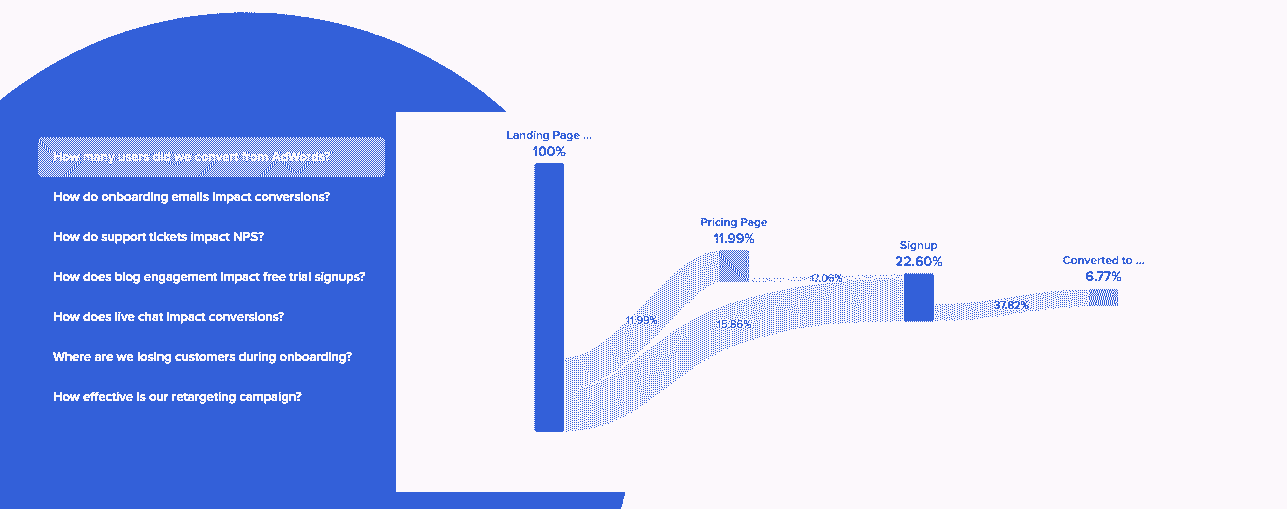 How many users did we convert from AdWords?
How do onboarding emails impact conversions?
How do support tickets impact NPS?
How does blog engagement impact free trial signups?
How does live chat impact conversions?
Where are we losing customers during onboarding?
How effective is our retargeting campaign?
Landing Page ...
100%
Pricing Page
11.99%
Signup
22.60%
Converted to ...
6.77%
11.99%
37.62%